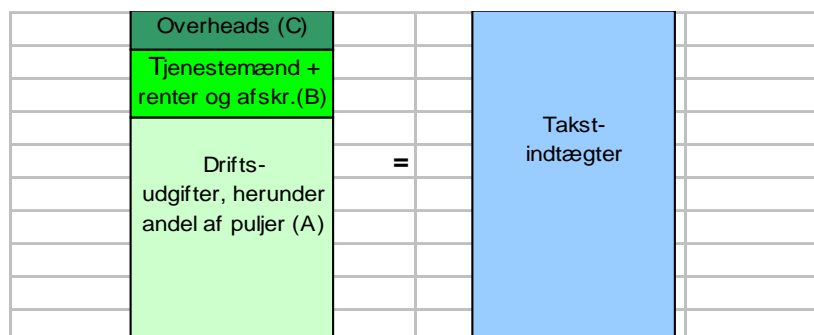 Overheads (C)
Tjenestemænd +
renter og afskr.(B)
Drifts-
udgifter, herunder
andel af puljer (A)
=
Takst-
indtægter